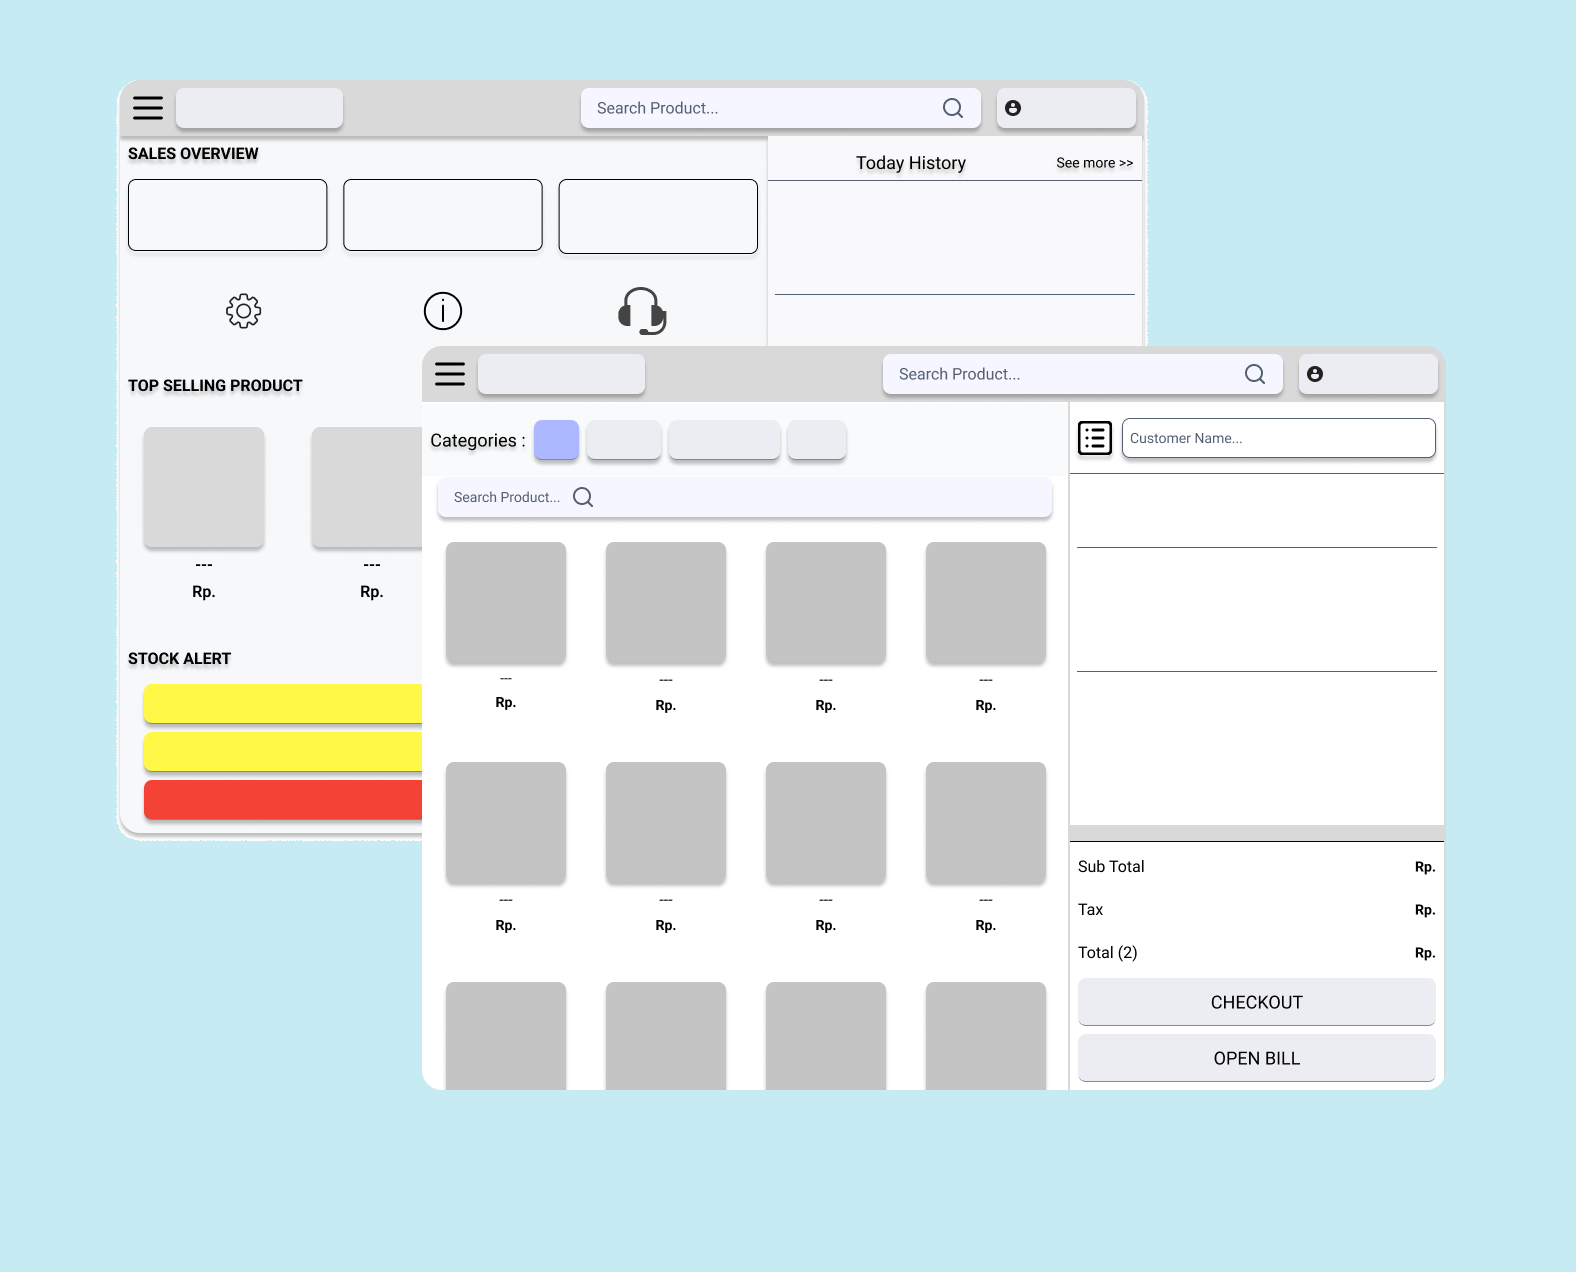 Search Product...
SALES OVERVIEW
Today History
See more >>
TOP SELLING PRODUCT
---
---
Rp.
Rp.
STOCK ALERT
Search Product...
Categories :
Customer Name...
Search Product...
---
---
---
---
Rp.
Rp.
Rp.
Rp.
---
---
---
---
Rp.
Rp.
Rp.
Rp.
Sub Total
Rp.
Tax
Rp.
Total (2)
Rp.
CHECKOUT
OPEN BILL